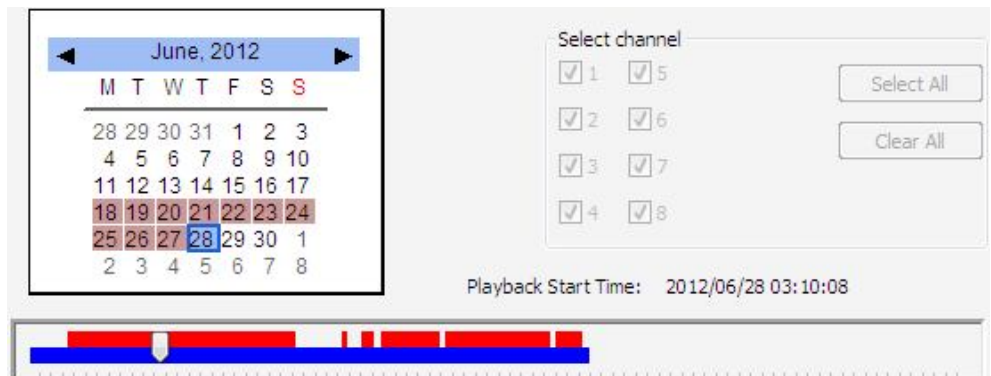 June, 2012
M T W T F S S
28 29 30 31 1 2 3
4 5 6 7 8 9 10
11 12 13 14 15 16 17
18 19 20 21 22 23 24
25 26 27 28 29 30 1
2 3 4 5 6 7 8
Select channel
1 5
2 6
3 7
4 8
Select All
Clear All
Playback Start Time: 2012/06/28 03:10:08